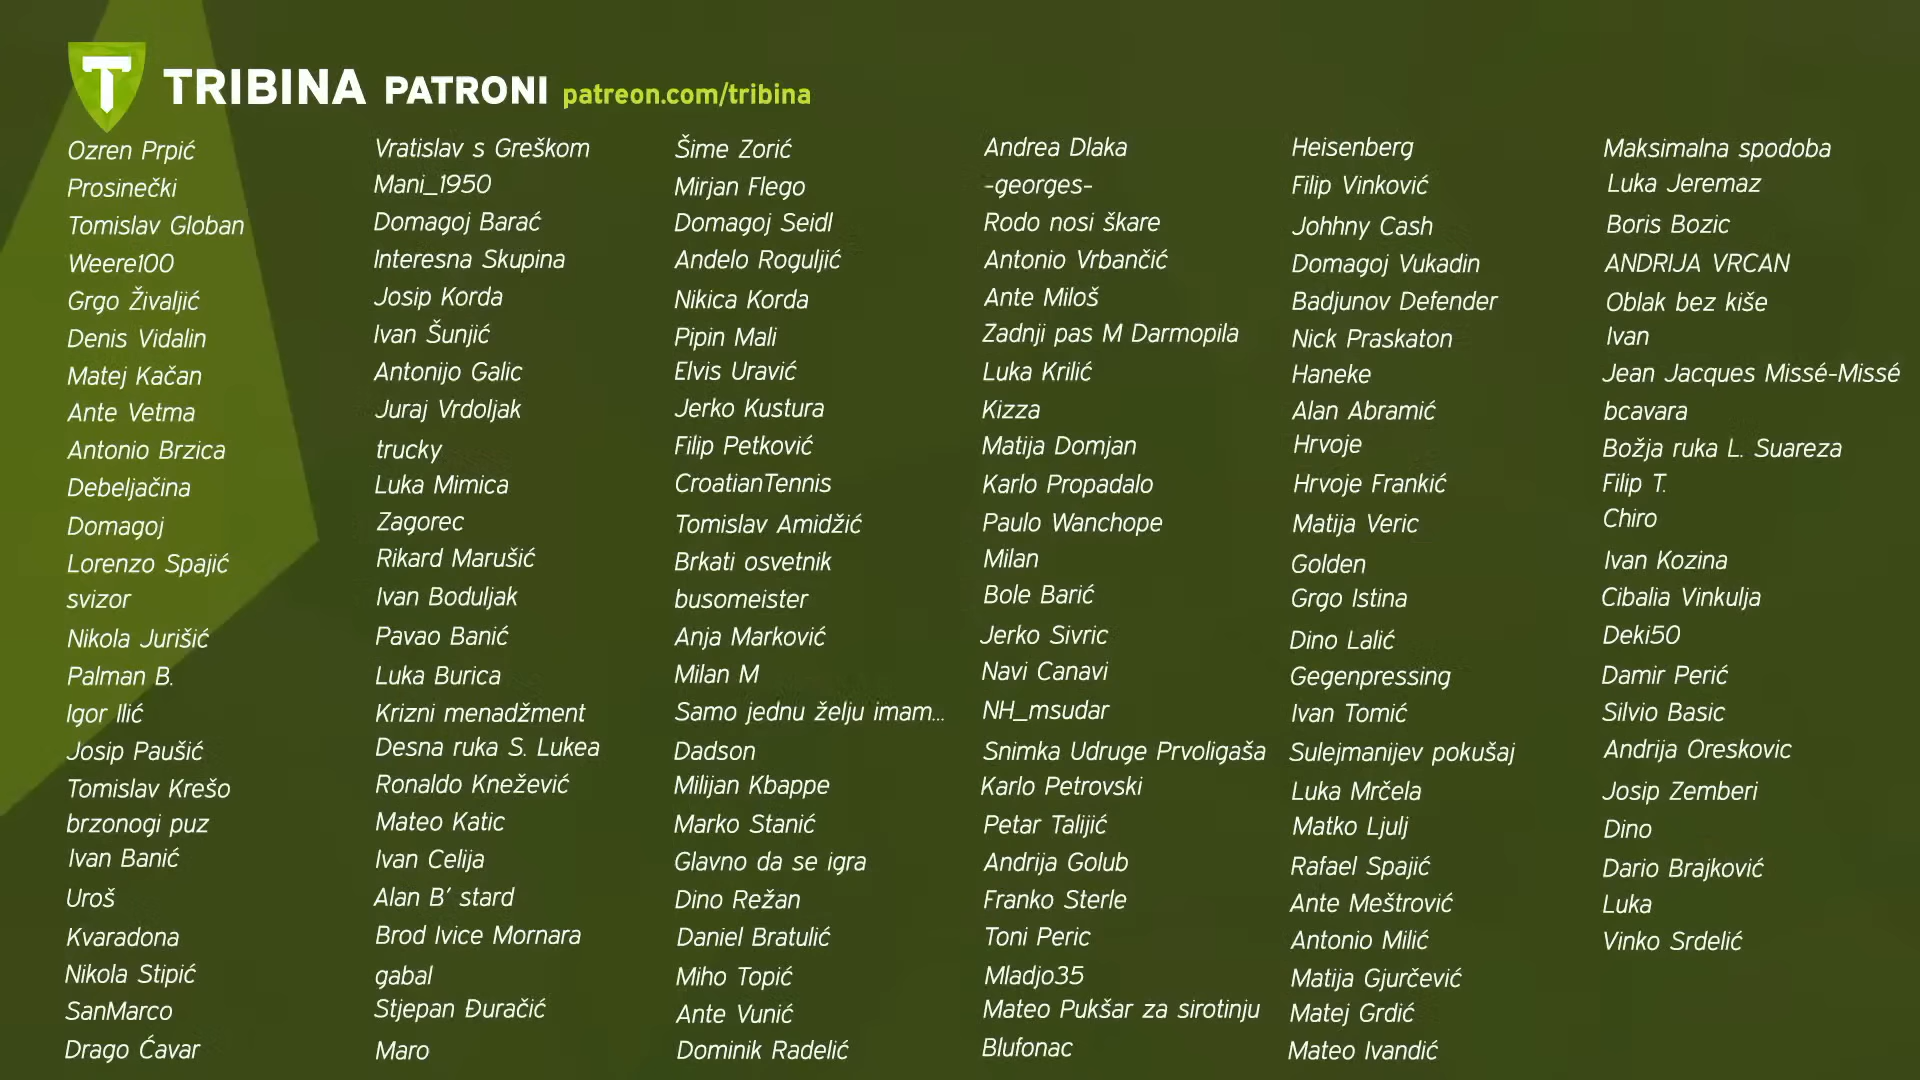 TRIBINA PATRONI patreon.com/tribina
Ozren Prpić
Prosinečki
Tomislav Globan
Weere100
Grgo Živaljić
Denis Vidalin
Matej Kačan
Ante Vetma
Antonio Brzica
Debeljačina
Domagoj
Lorenzo Spajić
svizor
Nikola Jurišić
Palman B.
Igor Ilić
Josip Paušić
Tomislav Krešo
brzonogi puz
Ivan Banić
Uroš
Kvaradona
Nikola Stipić
SanMarco
Drago Ćavar
Vratislav s Greškom
Mani_1950
Domagoj Barać
Interesna Skupina
Josip Korda
Ivan Šunjić
Antonijo Galic
Juraj Vrdoljak
trucky
Luka Mimica
Zagorec
Rikard Marušić
Ivan Boduljak
Pavao Banić
Luka Burica
Krizni menadžment
Desna ruka S. Lukea
Ronaldo Knežević
Mateo Katic
Ivan Celija
Alan B' stard
Brod Ivice Mornara
gabal
Stjepan Đuračić
Maro
Šime Zorić
Mirjan Flego
Domagoj Seidl
Andelo Roguljić
Nikica Korda
Pipin Mali
Elvis Uravić
Jerko Kustura
Filip Petković
CroatianTennis
Tomislav Amidžić
Brkati osvetnik
busomeister
Anja Marković
Milan M
Samo jednu želju imam...
Dadson
Milijan Kbappe
Marko Stanić
Glavno da se igra
Dino Režan
Daniel Bratulić
Miho Topić
Ante Vunić
Dominik Radelić
Andrea Dlaka
-georges-
Rodo nosi škare
Antonio Vrbančić
Ante Miloš
Zadnji pas M Darmopila
Luka Krilić
Kizza
Matija Domjan
Karlo Propadalo
Paulo Wanchope
Milan
Bole Barić
Jerko Sivric
Navi Canavi
NH_msudar
Snimka Udruge Prvoligaša
Karlo Petrovski
Petar Talijić
Andrija Golub
Franko Sterle
Toni Peric
Mladjo35
Mateo Pukšar za sirotinju
Blufonac
Heisenberg
Filip Vinković
Johhny Cash
Domagoj Vukadin
Badjunov Defender
Nick Praskaton
Haneke
Alan Abramić
Hrvoje
Hrvoje Frankić
Matija Veric
Golden
Grgo Istina
Dino Lalić
Gegenpressing
Ivan Tomić
Sulejmanijev pokušaj
Luka Mrčela
Matko Ljulj
Rafael Spajić
Ante Meštrović
Antonio Milić
Matija Gjurčević
Matej Grdić
Mateo Ivandić
Maksimalna spodoba
Luka Jeremaz
Boris Bozic
ANDRIJA VRCAN
Oblak bez kiše
Ivan
Jean Jacques Missé-Missé
bcavara
Božja ruka L. Suareza
Filip T.
Chiro
Ivan Kozina
Cibalia Vinkulja
Deki50
Damir Perić
Silvio Basic
Andrija Oreskovic
Josip Zemberi
Dino
Dario Brajković
Luka
Vinko Srdelić